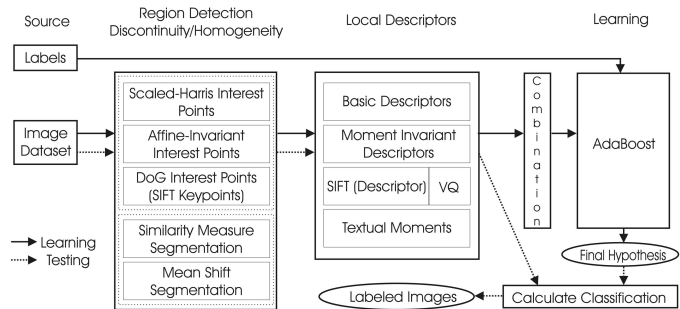 Source
Region Detection
Discontinuity/Homogeneity
Local Descriptors
Learning
Labels
Image
Dataset
Scaled-Harris Interest
Points
Affine-Invariant
Interest Points
DoG Interest Points
(SIFT Keypoints)
Similarity Measure
Segmentation
Mean Shift
Segmentation
Basic Descriptors
Moment Invariant
Descriptors
SIFT (Descriptor)
VQ
Textual Moments
Combination
AdaBoost
Final Hypothesis
Calculate Classification
Labeled Images
Learning
Testing